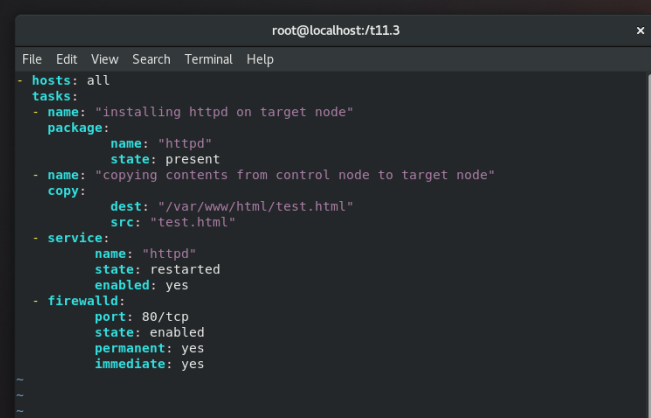 root@localhost:/t11.3
×
File Edit View Search Terminal Help
- hosts: all
  tasks:
  - name: "installing httpd on target node"
    package:
            name: "httpd"
            state: present
  - name: "copying contents from control node to target node"
    copy:
            dest: "/var/www/html/test.html"
            src: "test.html"
  - service:
          name: "httpd"
          state: restarted
          enabled: yes
  - firewalld:
          port: 80/tcp
          state: enabled
          permanent: yes
          immediate: yes
~
~
~